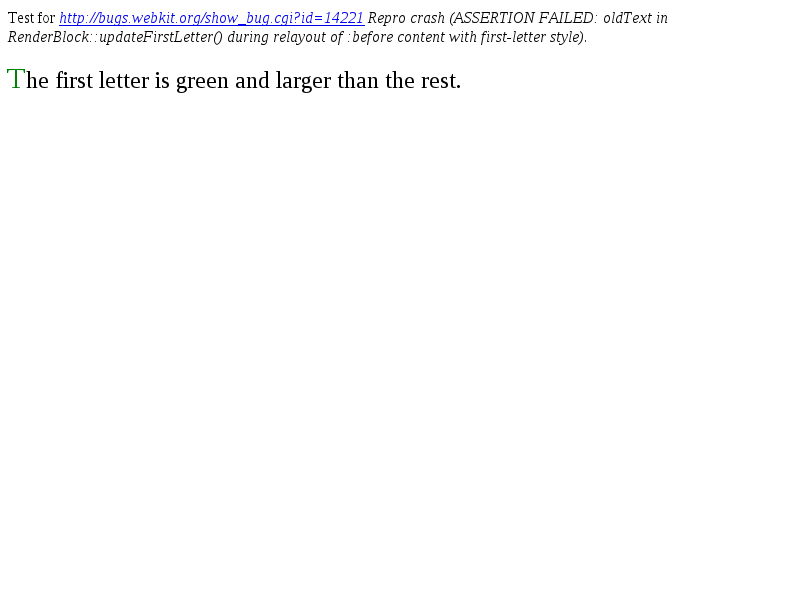 Test for http://bugs.webkit.org/show_bug.cgi?id=14221 Repro crash (ASSERTION FAILED: oldText in
RenderBlock::updateFirstLetter() during relayout of :before content with first-letter style).
The first letter is green and larger than the rest.